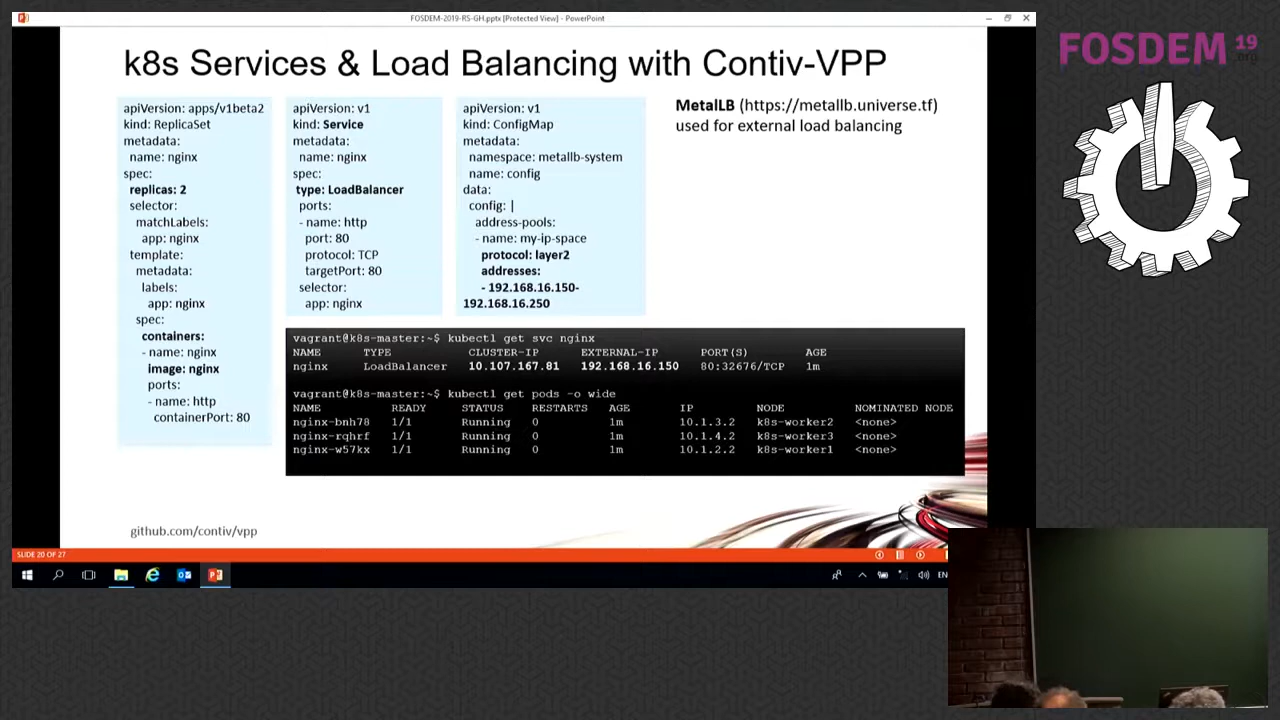 FOSDEM-2019-RS-GH.pptx [Protected View] - PowerPoint
FOSDEM 19
.org
k8s Services & Load Balancing with Contiv-VPP
apiVersion: apps/v1beta2
kind: ReplicaSet
metadata:
name: nginx
spec:
replicas: 2
selector:
matchLabels:
app: nginx
template:
metadata:
labels:
app: nginx
spec:
containers:
- name: nginx
image: nginx
ports:
- name: http
containerPort: 80
apiVersion: v1
kind: Service
metadata:
name: nginx
spec:
type: LoadBalancer
ports:
- name: http
port: 80
protocol: TCP
targetPort: 80
selector:
app: nginx
apiVersion: v1
kind: ConfigMap
metadata:
namespace: metallb-system
name: config
data:
config: |
address-pools:
- name: my-ip-space
protocol: layer2
addresses:
- 192.168.16.150-
192.168.16.250
MetalLB (https://metallb.universe.tf)
used for external load balancing
vagrant@k8s-master:~$ kubectl get svc nginx
NAME TYPE CLUSTER-IP EXTERNAL-IP PORT(S) AGE
nginx LoadBalancer 10.107.167.81 192.168.16.150 80:32676/TCP 1m
vagrant@k8s-master:~$ kubectl get pods -o wide
NAME READY STATUS RESTARTS AGE IP NODE NOMINATED NODE
nginx-bnh78 1/1 Running 0 1m 10.1.3.2 k8s-worker2 <none>
nginx-rqhrf 1/1 Running 0 1m 10.1.4.2 k8s-worker3 <none>
nginx-w57kx 1/1 Running 0 1m 10.1.2.2 k8s-worker1 <none>
github.com/contiv/vpp
SLIDE 20 OF 27
EN